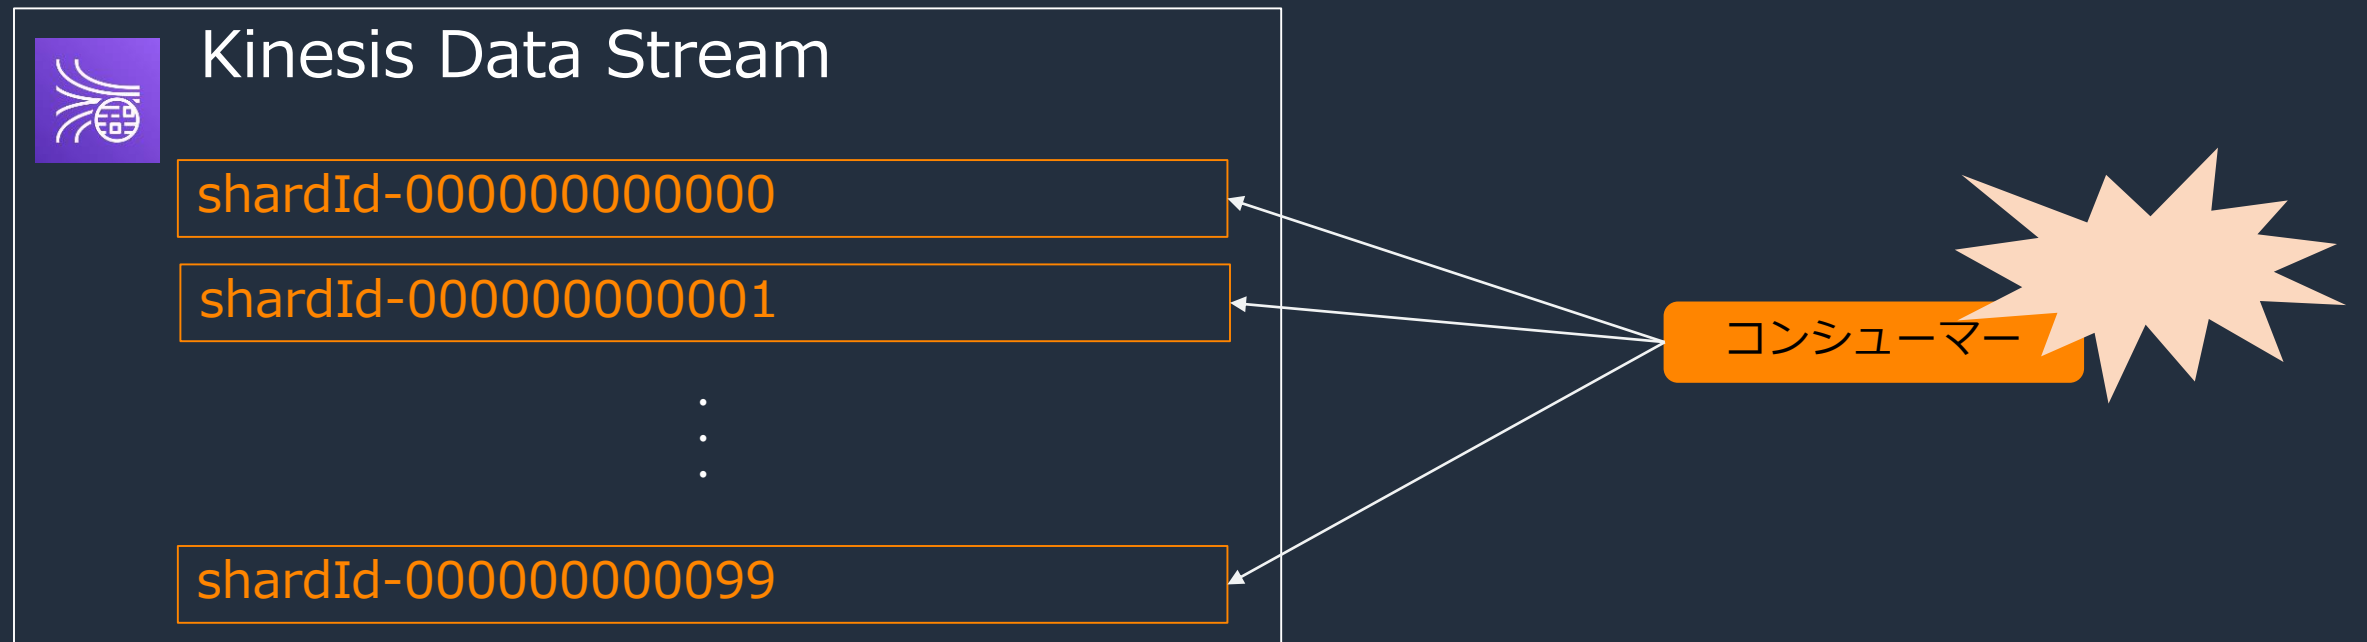 Kinesis Data Stream
shardId-000000000000
shardId-000000000001
.
.
.
shardId-000000000099
コンシューマー